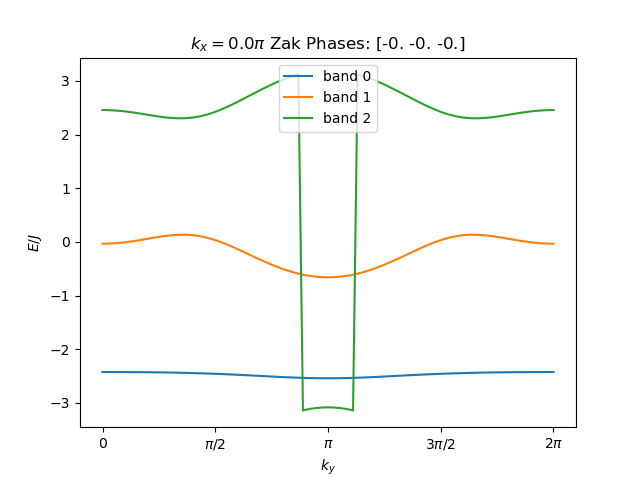 k_x = 0.0π Zak Phases: [-0. -0. -0.]
band 0
band 1
band 2
3
2
1
0
−1
−2
−3
E/J
0
π/2
π
3π/2
2π
k_y